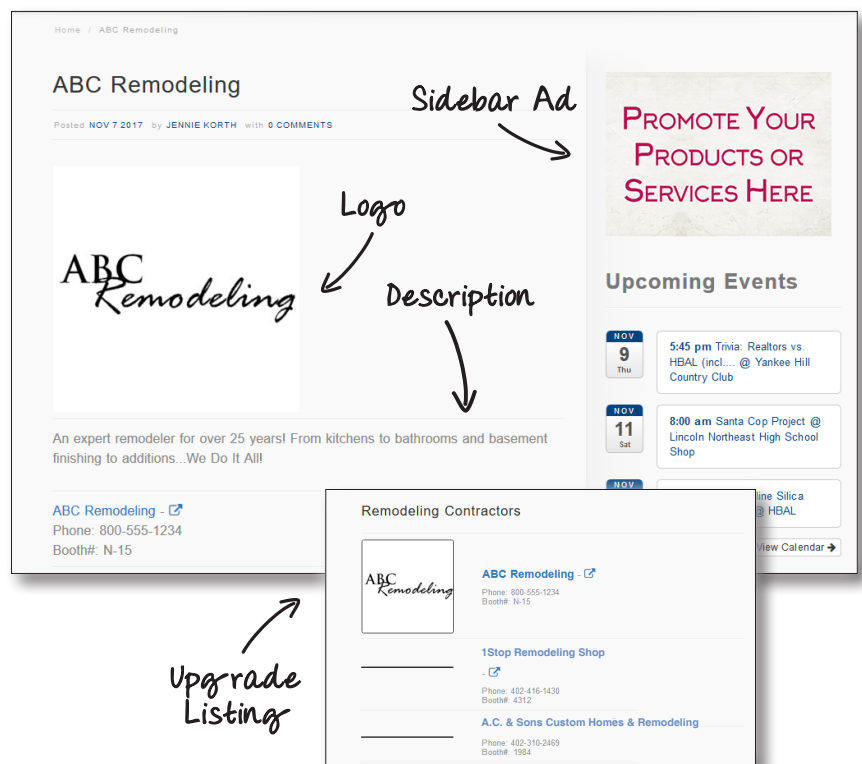 Home / ABC Remodeling
ABC Remodeling
Posted NOV 7 2017 by JENNIE KORTH with 0 COMMENTS
Sidebar Ad
PROMOTE YOUR
PRODUCTS OR
SERVICES HERE
Logo
ABC
Remodeling
Description
An expert remodeler for over 25 years! From kitchens to bathrooms and basement
finishing to additions...We Do It All!
ABC Remodeling -
Phone: 800-555-1234
Booth#: N-15
Upcoming Events
NOV
9
Thu
5:45 pm Trivia: Realtors vs.
HBAL (incl.... @ Yankee Hill
Country Club
NOV
11
Sat
8:00 am Santa Cop Project @
Lincoln Northeast High School
Shop
NOV
Silica
@ HBAL
View Calendar
Upgrade
Listing
Remodeling Contractors
ABC
Remodeling
ABC Remodeling -
Phone: 800-555-1234
Booth#: N-15
1Stop Remodeling Shop
-
Phone: 402-416-1430
Booth#: 4312
A.C. & Sons Custom Homes & Remodeling
Phone: 402-310-2469
Booth#: 1984